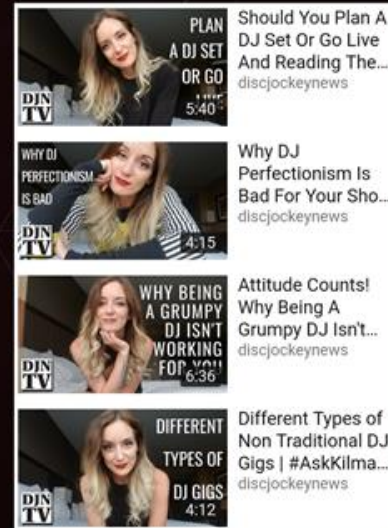 PLAN
A DJ SET
OR GO
LIVE
5:40
DJN
TV
Should You Plan A
DJ Set Or Go Live
And Reading The...
discjockeynews
WHY DJ
PERFECTIONISM
IS BAD
4:15
DJN
TV
Why DJ
Perfectionism Is
Bad For Your Sho...
discjockeynews
WHY BEING
A GRUMPY
DJ ISN'T
WORKING
FOR YOU
6:36
DJN
TV
Attitude Counts!
Why Being A
Grumpy DJ Isn't...
discjockeynews
DIFFERENT
TYPES OF
DJ GIGS
4:12
DJN
TV
Different Types of
Non Traditional DJ
Gigs | #AskKilma...
discjockeynews